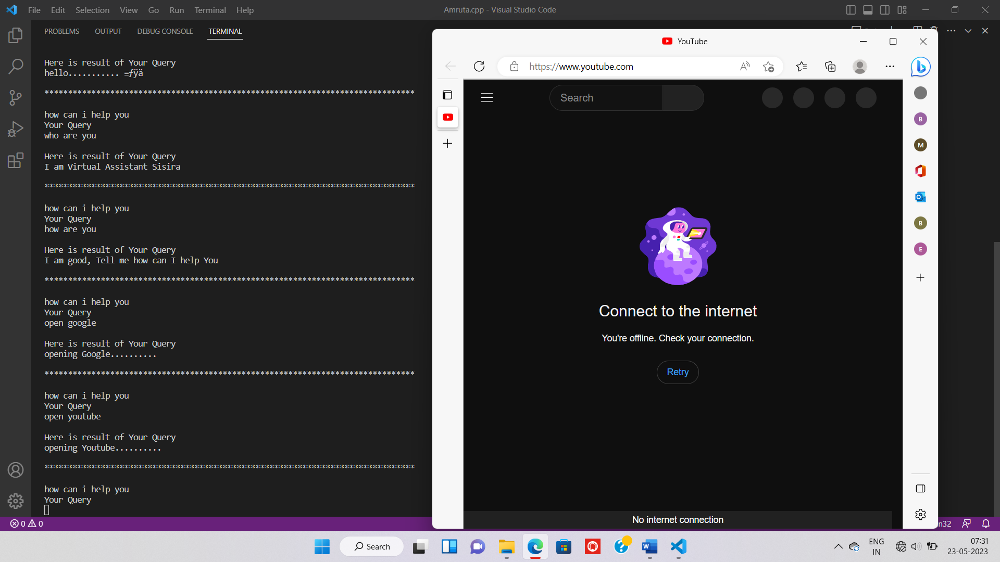 File Edit Selection View Go Run Terminal Help
Amruta.cpp - Visual Studio Code
PROBLEMS OUTPUT DEBUG CONSOLE TERMINAL
Here is result of Your Query
hello........... ≡ƒÿä
*******************************************************************************
how can i help you
Your Query
who are you
Here is result of Your Query
I am Virtual Assistant Sisira
*******************************************************************************
how can i help you
Your Query
how are you
Here is result of Your Query
I am good, Tell me how can I help You
*******************************************************************************
how can i help you
Your Query
open google
Here is result of Your Query
opening Google..........
*******************************************************************************
how can i help you
Your Query
open youtube
Here is result of Your Query
opening Youtube..........
*******************************************************************************
how can i help you
Your Query
0 0
YouTube
https://www.youtube.com
Search
B
M
B
E
Connect to the internet
You're offline. Check your connection.
Retry
No internet connection
n32
Search
ENG
IN
07:31
23-05-2023